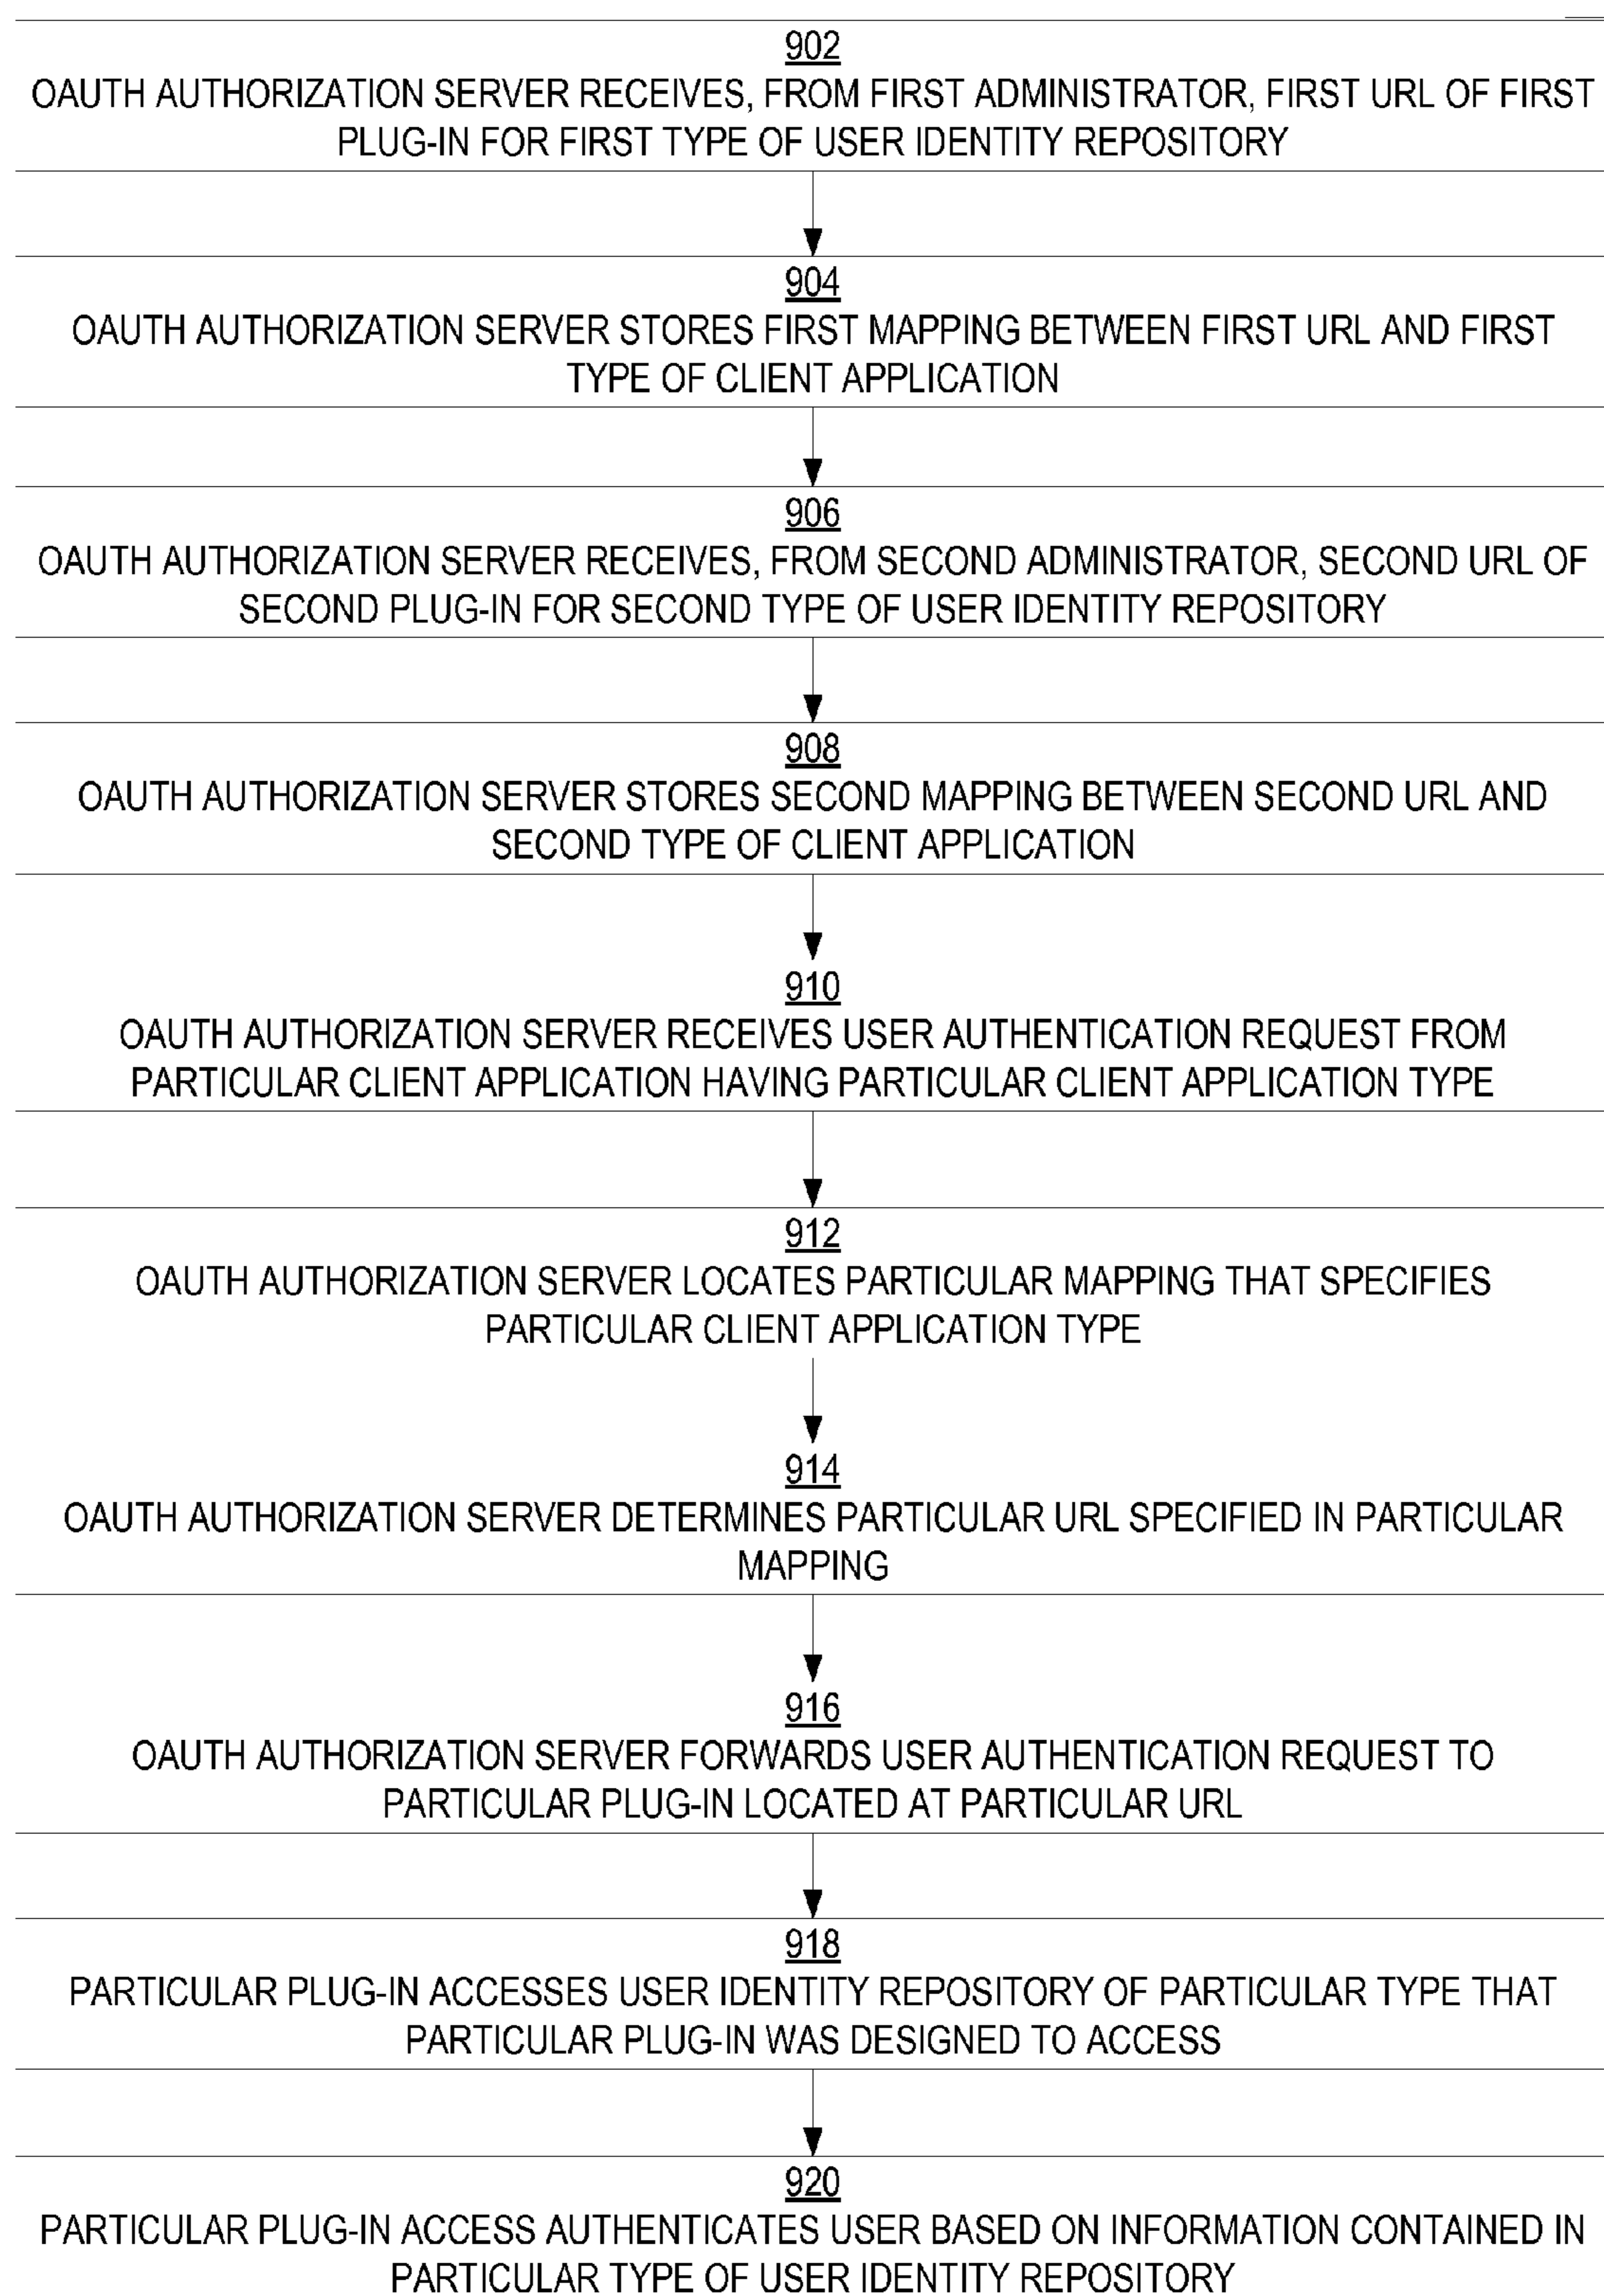 902
OAUTH AUTHORIZATION SERVER RECEIVES, FROM FIRST ADMINISTRATOR, FIRST URL OF FIRST
PLUG-IN FOR FIRST TYPE OF USER IDENTITY REPOSITORY
904
OAUTH AUTHORIZATION SERVER STORES FIRST MAPPING BETWEEN FIRST URL AND FIRST
TYPE OF CLIENT APPLICATION
906
OAUTH AUTHORIZATION SERVER RECEIVES, FROM SECOND ADMINISTRATOR, SECOND URL OF
SECOND PLUG-IN FOR SECOND TYPE OF USER IDENTITY REPOSITORY
908
OAUTH AUTHORIZATION SERVER STORES SECOND MAPPING BETWEEN SECOND URL AND
SECOND TYPE OF CLIENT APPLICATION
910
OAUTH AUTHORIZATION SERVER RECEIVES USER AUTHENTICATION REQUEST FROM
PARTICULAR CLIENT APPLICATION HAVING PARTICULAR CLIENT APPLICATION TYPE
912
OAUTH AUTHORIZATION SERVER LOCATES PARTICULAR MAPPING THAT SPECIFIES
PARTICULAR CLIENT APPLICATION TYPE
914
OAUTH AUTHORIZATION SERVER DETERMINES PARTICULAR URL SPECIFIED IN PARTICULAR
MAPPING
916
OAUTH AUTHORIZATION SERVER FORWARDS USER AUTHENTICATION REQUEST TO
PARTICULAR PLUG-IN LOCATED AT PARTICULAR URL
918
PARTICULAR PLUG-IN ACCESSES USER IDENTITY REPOSITORY OF PARTICULAR TYPE THAT
PARTICULAR PLUG-IN WAS DESIGNED TO ACCESS
920
PARTICULAR PLUG-IN ACCESS AUTHENTICATES USER BASED ON INFORMATION CONTAINED IN
PARTICULAR TYPE OF USER IDENTITY REPOSITORY